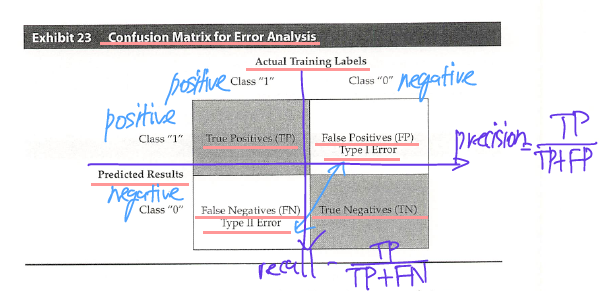 Exhibit 23 Confusion Matrix for Error Analysis
Actual Training Labels
positive Class "1" Class "0" negative
positive
Class "1" True Positives (TP) False Positives (FP) precision = TP / TP+FP
Type I Error
Predicted Results
negative
Class "0" False Negatives (FN) True Negatives (TN)
Type II Error
recall = TP / TP+FN